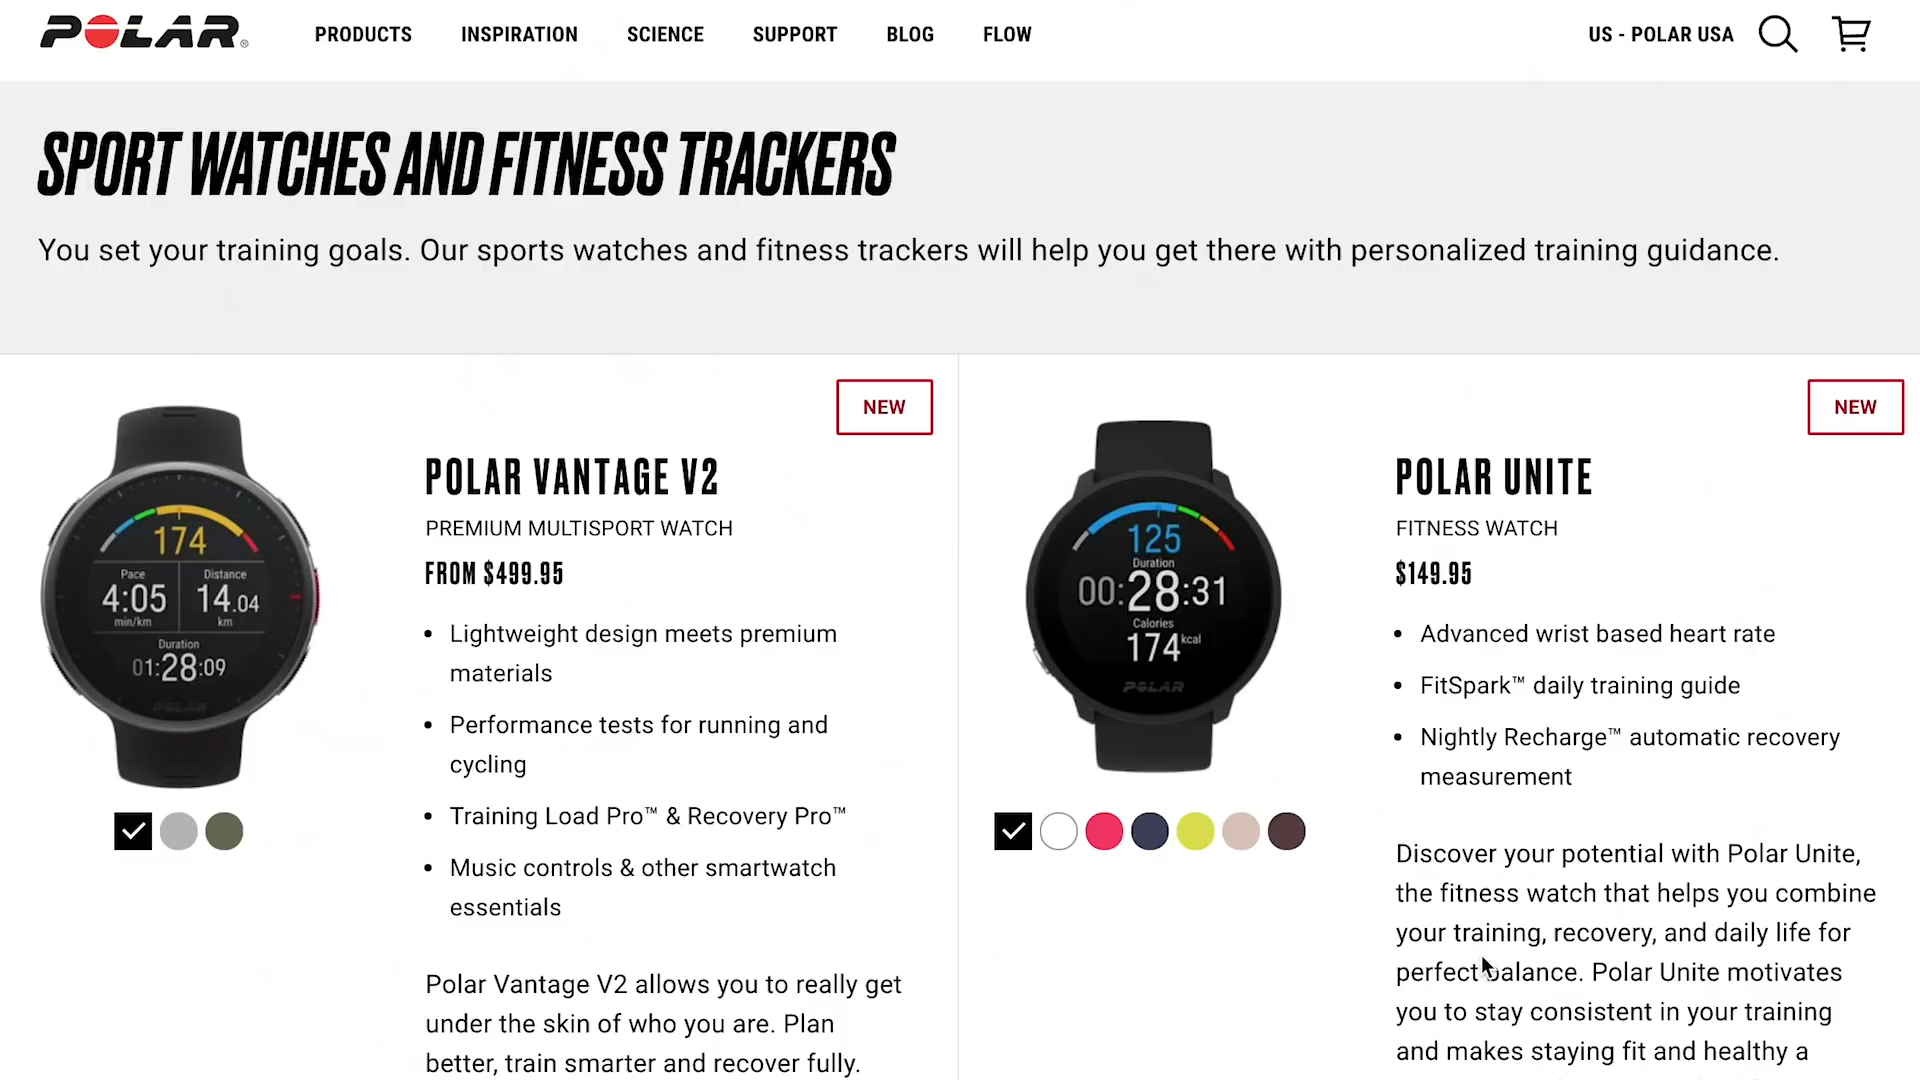 POLAR
PRODUCTS
INSPIRATION
SCIENCE
SUPPORT
BLOG
FLOW
US - POLAR USA
SPORT WATCHES AND FITNESS TRACKERS
You set your training goals. Our sports watches and fitness trackers will help you get there with personalized training guidance.
NEW
174
Pace
Distance
4:05
14.04
min/km
km
Duration
01:28:09
POLAR
POLAR VANTAGE V2
PREMIUM MULTISPORT WATCH
FROM $499.95
• Lightweight design meets premium
materials
• Performance tests for running and
cycling
• Training Load Pro™ & Recovery Pro™
• Music controls & other smartwatch
essentials
Polar Vantage V2 allows you to really get
under the skin of who you are. Plan
better, train smarter and recover fully.
NEW
125
Duration
00:28:31
Calories
174 kcal
POLAR
POLAR UNITE
FITNESS WATCH
$149.95
• Advanced wrist based heart rate
• FitSpark™ daily training guide
• Nightly Recharge™ automatic recovery
measurement
Discover your potential with Polar Unite,
the fitness watch that helps you combine
your training, recovery, and daily life for
perfect balance. Polar Unite motivates
you to stay consistent in your training
and makes staying fit and healthy a